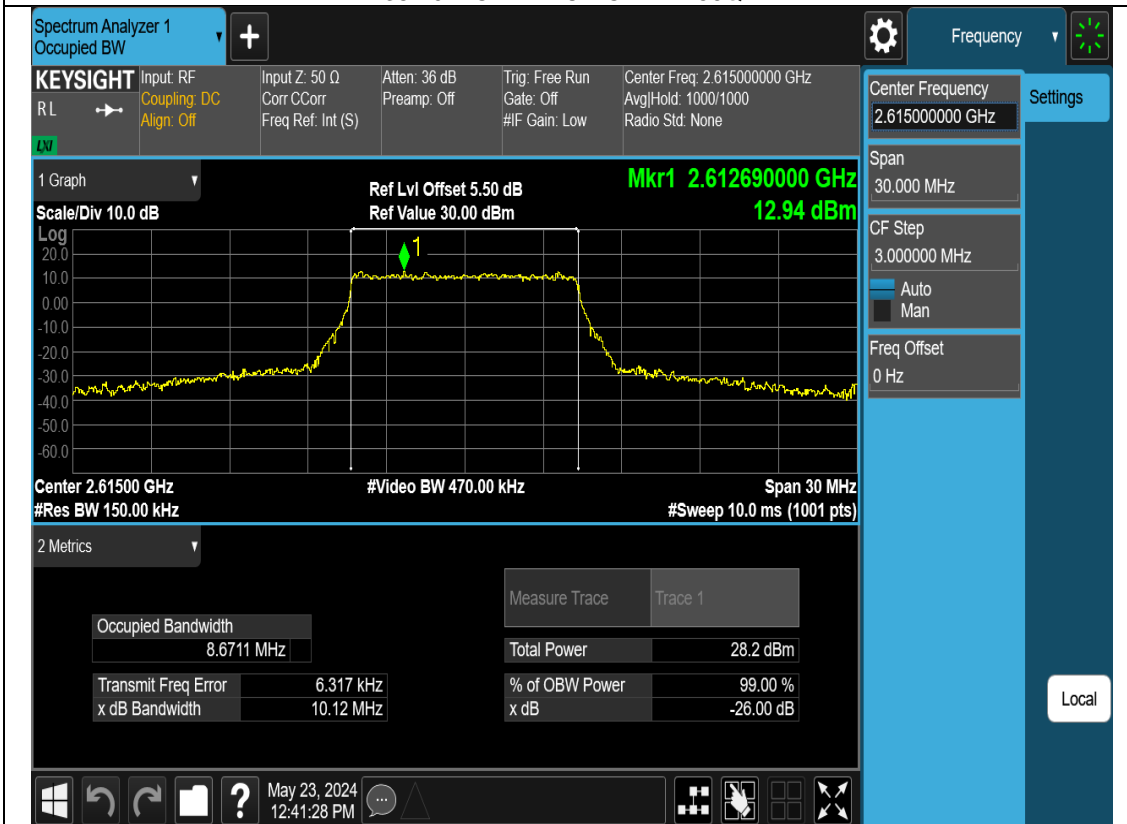 Spectrum Analyzer 1
Occupied BW
Frequency
KEYSIGHT
R L
LXI
Input: RF
Coupling: DC
Align: Off
Input Z: 50 Ω
Corr CCorr
Freq Ref: Int (S)
Atten: 36 dB
Preamp: Off
Trig: Free Run
Gate: Off
#IF Gain: Low
Center Freq: 2.615000000 GHz
Avg|Hold: 1000/1000
Radio Std: None
Center Frequency
2.615000000 GHz
Settings
Span
30.000 MHz
CF Step
3.000000 MHz
Auto
Man
Freq Offset
0 Hz
Local
1 Graph
Scale/Div 10.0 dB
Ref Lvl Offset 5.50 dB
Ref Value 30.00 dBm
Mkr1 2.612690000 GHz
12.94 dBm
Log
1
20.0
10.0
0.00
-10.0
-20.0
-30.0
-40.0
-50.0
-60.0
Center 2.61500 GHz
#Video BW 470.00 kHz
Span 30 MHz
#Res BW 150.00 kHz
#Sweep 10.0 ms (1001 pts)
2 Metrics
Measure Trace
Trace 1
Occupied Bandwidth
8.6711 MHz
Total Power
28.2 dBm
Transmit Freq Error
6.317 kHz
% of OBW Power
99.00 %
x dB Bandwidth
10.12 MHz
x dB
-26.00 dB
?
May 23, 2024
12:41:28 PM